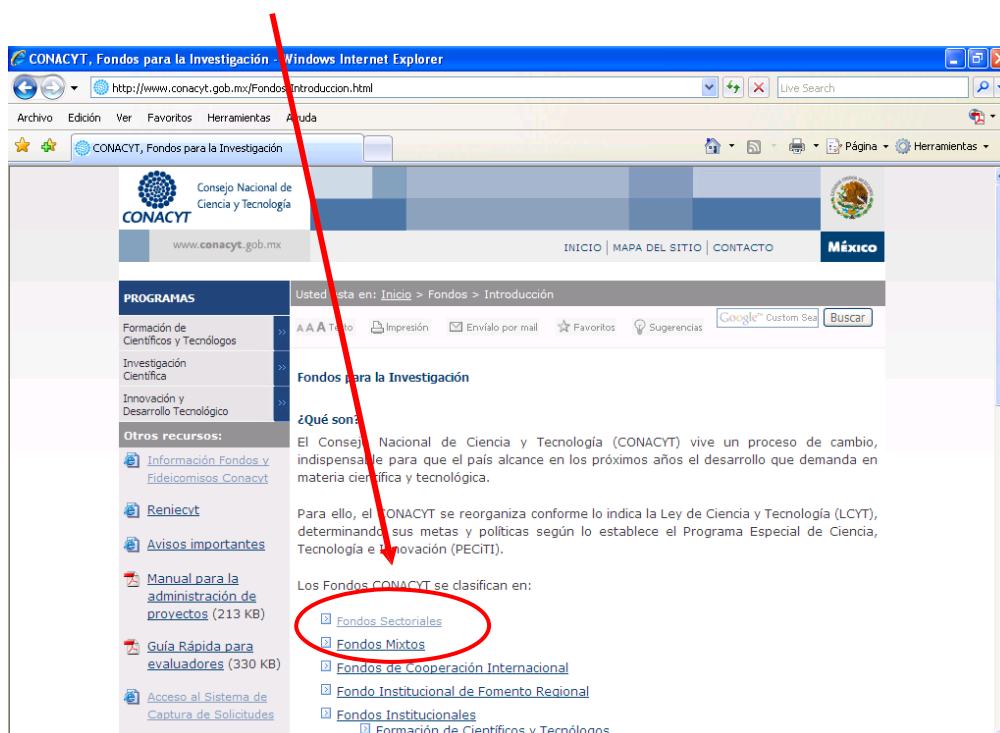 CONACYT, Fondos para la Investigación - Windows Internet Explorer
http://www.conacyt.gob.mx/Fondos Introduccion.html
Live Search
Archivo Edición Ver Favoritos Herramientas Ayuda
CONACYT, Fondos para la Investigación
Página
Herramientas
Consejo Nacional de
Ciencia y Tecnología
CONACYT
www.conacyt.gob.mx
INICIO | MAPA DEL SITIO | CONTACTO
México
PROGRAMAS
Formación de
Científicos y Tecnólogos
Investigación
Científica
Innovación y
Desarrollo Tecnológico
Otros recursos:
Información Fondos y
Fideicomisos Conacyt
Reniecyt
Avisos importantes
Manual para la
administración de
proyectos (213 KB)
Guía Rápida para
evaluadores (330 KB)
Acceso al Sistema de
Captura de Solicitudes
Usted esta en: Inicio > Fondos > Introducción
A A A Texto Impresión Envíalo por mail Favoritos Sugerencias
Google™ Custom Sea Buscar
Fondos para la Investigación
¿Qué son?
El Consejo Nacional de Ciencia y Tecnología (CONACYT) vive un proceso de cambio,
indispensable para que el país alcance en los próximos años el desarrollo que demanda en
materia científica y tecnológica.
Para ello, el CONACYT se reorganiza conforme lo indica la Ley de Ciencia y Tecnología (LCYT),
determinando sus metas y políticas según lo establece el Programa Especial de Ciencia,
Tecnología e Innovación (PECiTI).
Los Fondos CONACYT se clasifican en:
Fondos Sectoriales
Fondos Mixtos
Fondos de Cooperación Internacional
Fondo Institucional de Fomento Regional
Fondos Institucionales
Formación de Científicos y Tecnólogos